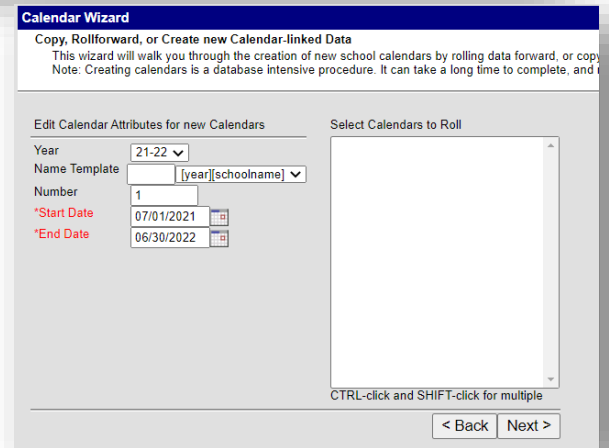 Calendar Wizard
Copy, Rollforward, or Create new Calendar-linked Data
This wizard will walk you through the creation of new school calendars by rolling data forward, or copy
Note: Creating calendars is a database intensive procedure. It can take a long time to complete, and
Edit Calendar Attributes for new Calendars
Select Calendars to Roll
Year 21-22
Name Template [year][schoolname]
Number 1
*Start Date 07/01/2021
*End Date 06/30/2022
CTRL-click and SHIFT-click for multiple
< Back Next >